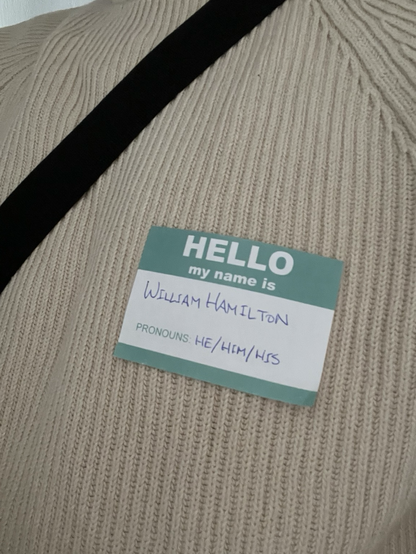 HELLO
my name is
WILLIAM HAMILTON
PRONOUNS: HE/HIM/HIS